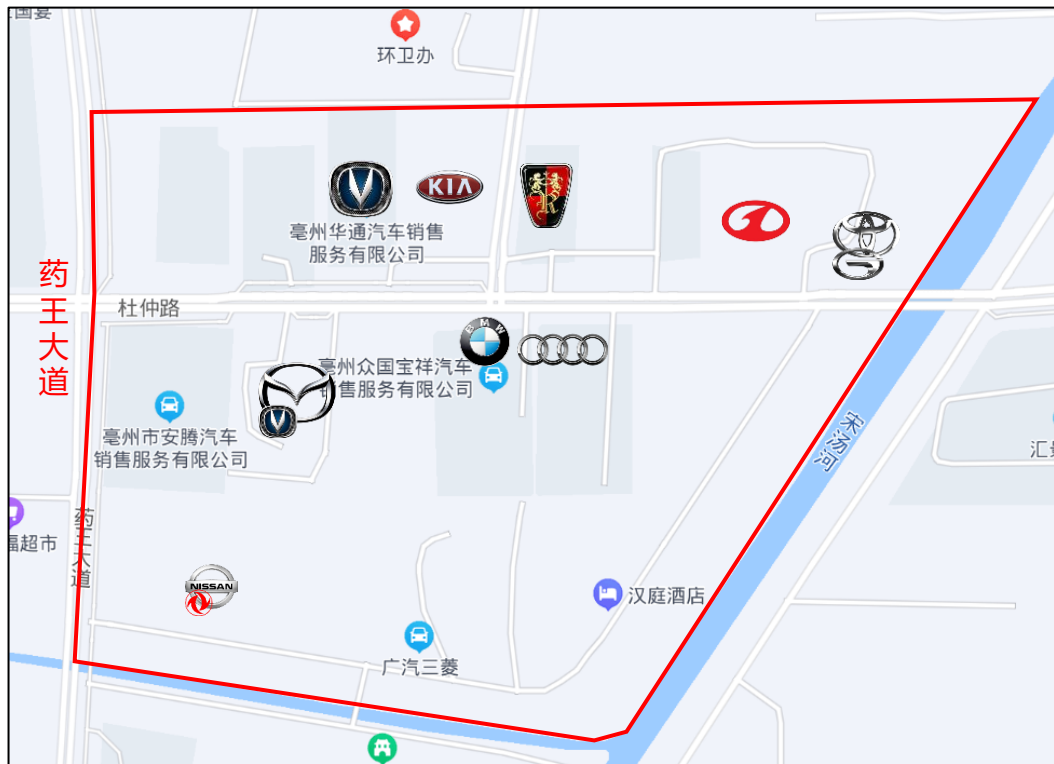 国宴
环卫办
KIA
亳州华通汽车销售
服务有限公司
药王大道
杜仲路
BMW
亳州众国宝祥汽车
售服务有限公司
亳州市安腾汽车
销售服务有限公司
宋汤河
汇
福超市
药王大道
NISSAN
汉庭酒店
广汽三菱